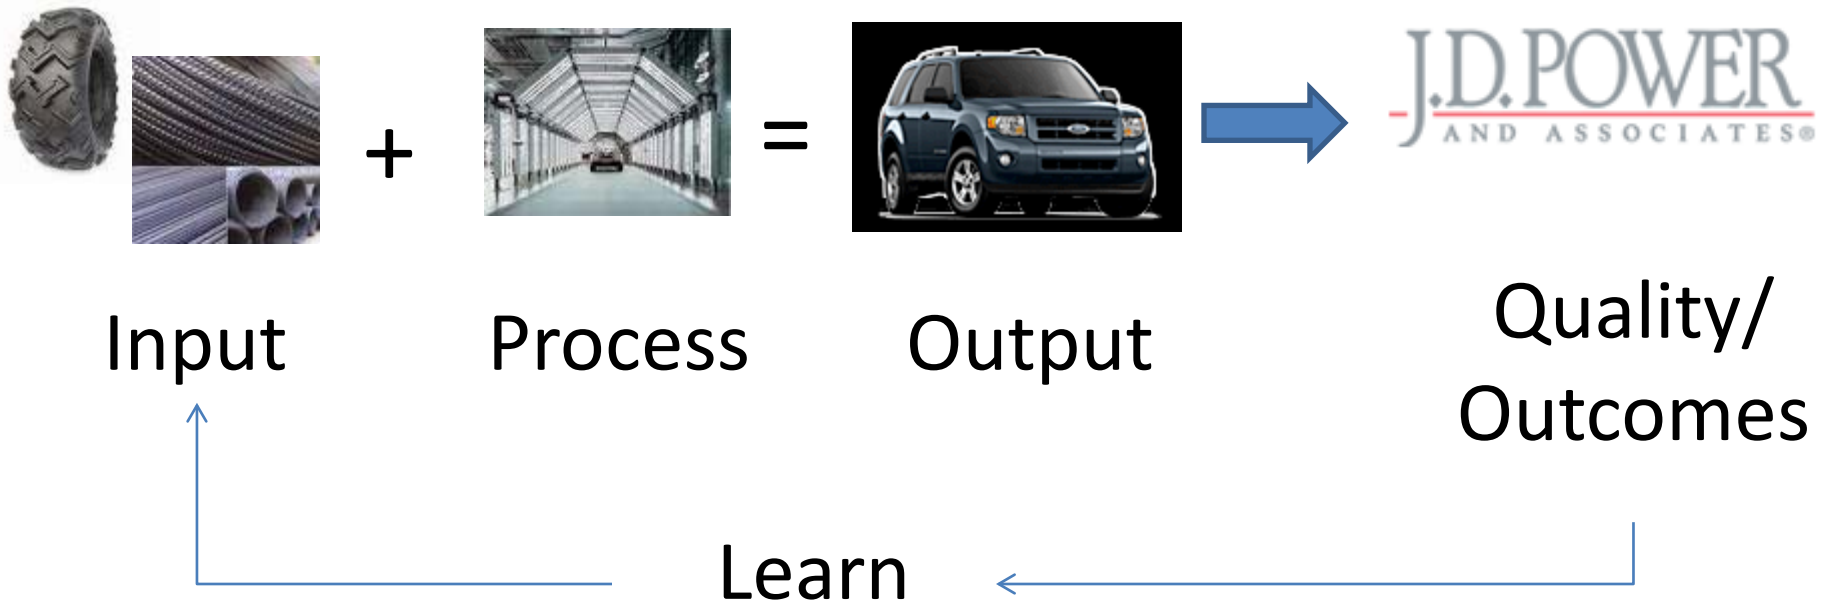 +
=
J.D. POWER
AND ASSOCIATES®
Input
Process
Output
Quality/
Outcomes
Learn